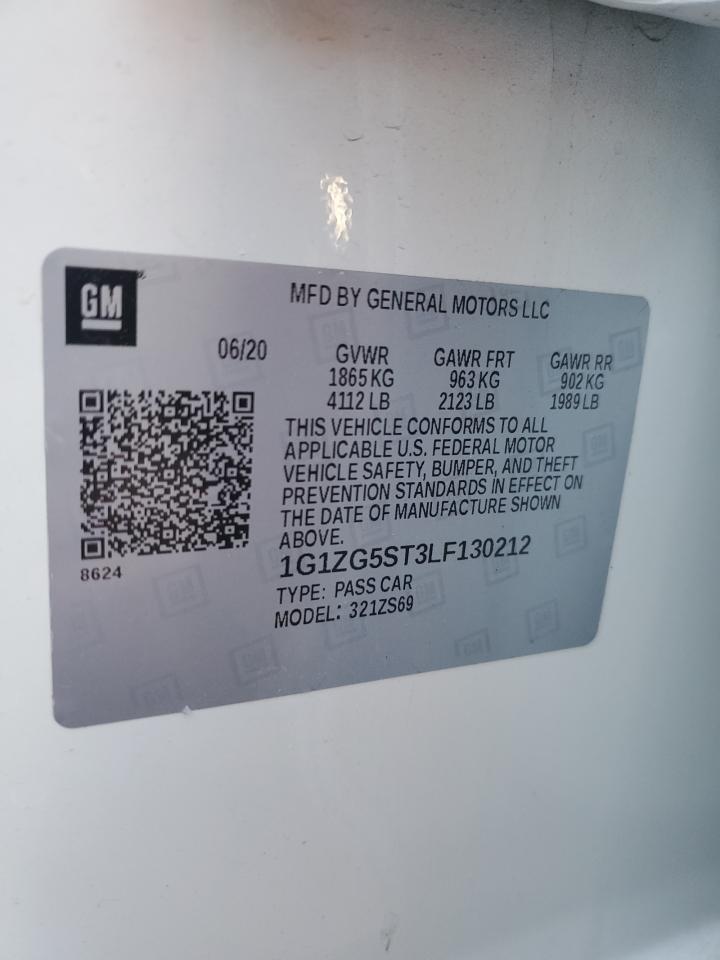 GM
MFD BY GENERAL MOTORS LLC
06/20
GVWR GAWR FRT GAWR RR
1865 KG 963 KG 902 KG
4112 LB 2123 LB 1989 LB
THIS VEHICLE CONFORMS TO ALL
APPLICABLE U.S. FEDERAL MOTOR
VEHICLE SAFETY, BUMPER, AND THEFT
PREVENTION STANDARDS IN EFFECT ON
THE DATE OF MANUFACTURE SHOWN
ABOVE.
8624
1G1ZG5ST3LF130212
TYPE: PASS CAR
MODEL: 321ZS69